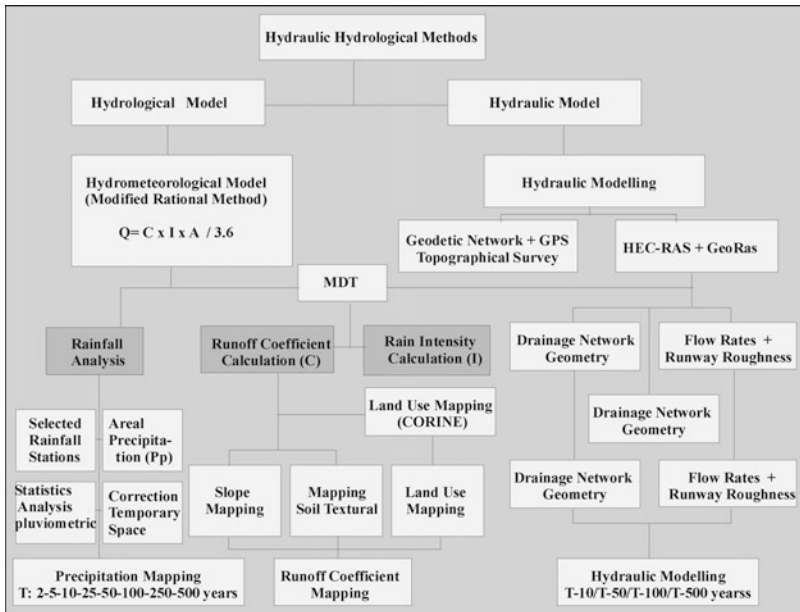 Hydraulic Hydrological Methods
Hydrological Model
Hydraulic Model
Hydrometeorological Model
(Modified Rational Method)
Q= C x I x A / 3.6
Hydraulic Modelling
Geodetic Network + GPS
Topographical Survey
HEC-RAS + GeoRas
MDT
Rainfall
Analysis
Runoff Coefficient
Calculation (C)
Rain Intensity
Calculation (I)
Drainage Network
Geometry
Flow Rates +
Runway Roughness
Land Use Mapping
(CORINE)
Drainage Network
Geometry
Selected
Rainfall
Stations
Areal
Precipita-
tion (Pp)
Statistics
Analysis
pluviometric
Correction
Temporary
Space
Slope
Mapping
Mapping
Soil Textural
Land Use
Mapping
Drainage Network
Geometry
Flow Rates +
Runway Roughness
Precipitation Mapping
T: 2-5-10-25-50-100-250-500 years
Runoff Coefficient
Mapping
Hydraulic Modelling
T-10/T-50/T-100/T-500 yearss